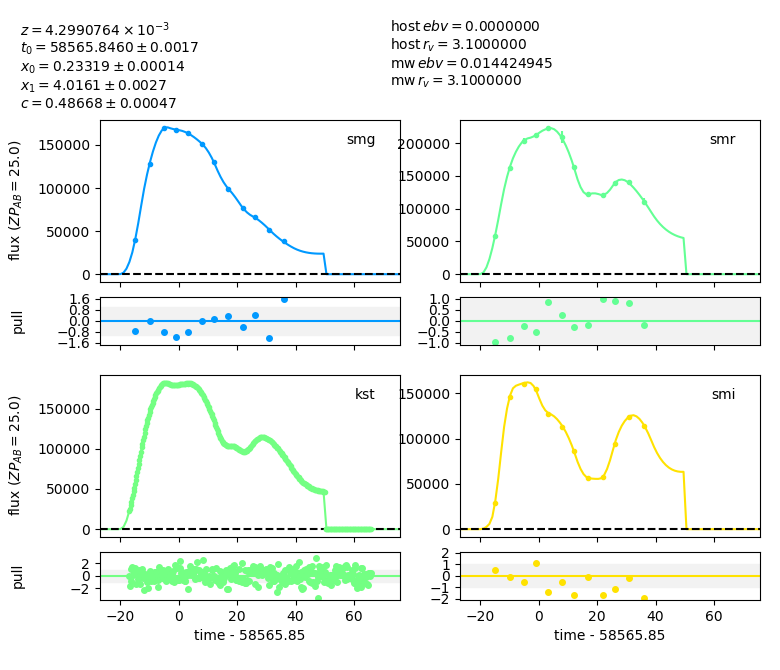 z = 4.2990764 × 10⁻³
t₀ = 58565.8460 ± 0.0017
x₀ = 0.23319 ± 0.00014
x₁ = 4.0161 ± 0.0027
c = 0.48668 ± 0.00047
host ebv = 0.0000000
host r_v = 3.1000000
mw ebv = 0.014424945
mw r_v = 3.1000000
smg
150000
100000
50000
0
flux (ZP_AB = 25.0)
smr
200000
150000
100000
50000
0
1.6
0.8
0.0
−0.8
−1.6
pull
1.0
0.5
0.0
−0.5
−1.0
kst
150000
100000
50000
0
flux (ZP_AB = 25.0)
smi
150000
100000
50000
0
2
0
−2
pull
−20 0 20 40 60
time - 58565.85
2
1
0
−1
−2
−20 0 20 40 60
time - 58565.85